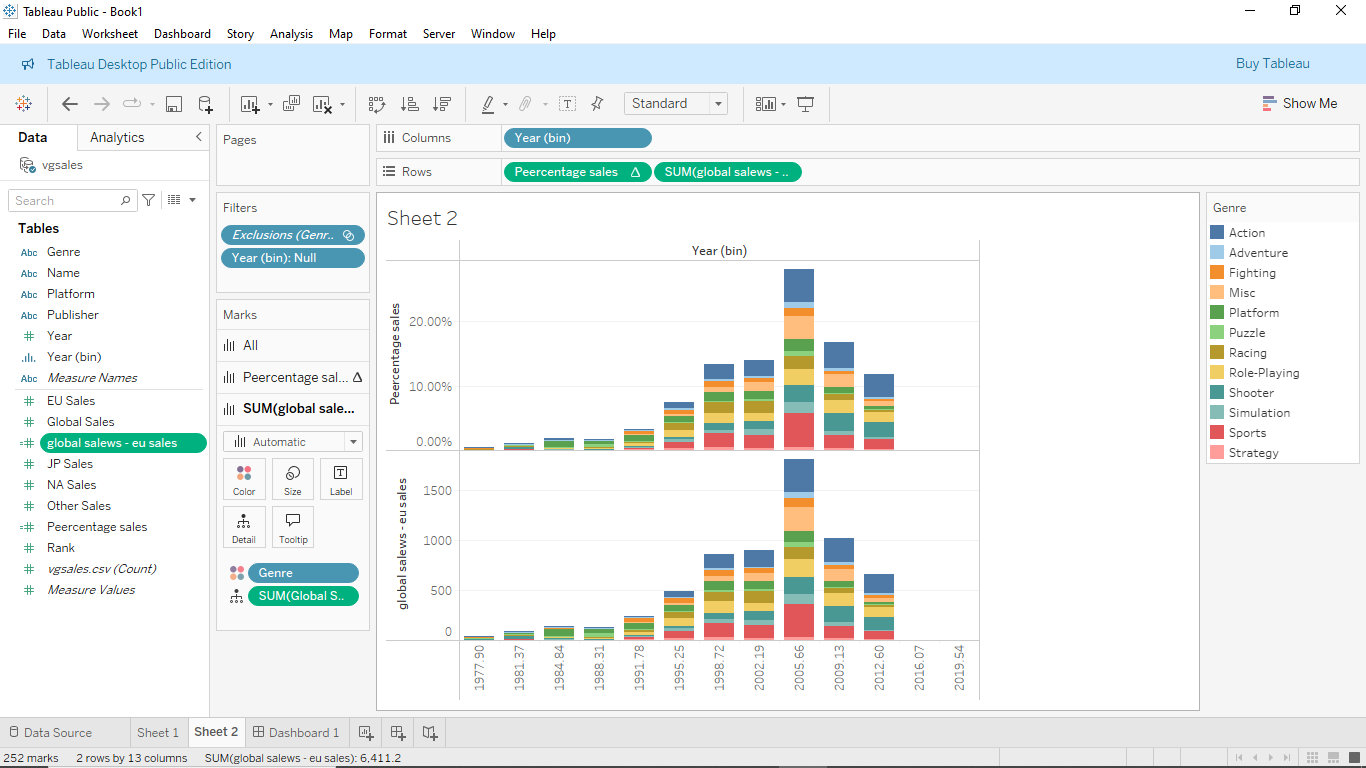 Tableau Public - Book1
File Data Worksheet Dashboard Story Analysis Map Format Server Window Help
Tableau Desktop Public Edition
Buy Tableau
Standard
Show Me
Data
Analytics
vgsales
Search
Tables
Abc Genre
Abc Name
Abc Platform
Abc Publisher
Year
Year (bin)
Abc Measure Names
EU Sales
Global Sales
global salews - eu sales
JP Sales
NA Sales
Other Sales
Peercentage sales
Rank
vgsales.csv (Count)
Measure Values
Pages
Filters
Exclusions (Genr..
Year (bin): Null
Marks
All
Peercentage sal... Δ
SUM(global sale...
Automatic
Color
Size
Label
Detail
Tooltip
Genre
SUM(Global S..
Columns
Year (bin)
Rows
Peercentage sales Δ
SUM(global salews - ..
Sheet 2
Year (bin)
Peercentage sales
20.00%
10.00%
0.00%
global salews - eu sales
1500
1000
500
0
1977.90
1981.37
1984.84
1988.31
1991.78
1995.25
1998.72
2002.19
2005.66
2009.13
2012.60
2016.07
2019.54
Genre
Action
Adventure
Fighting
Misc
Platform
Puzzle
Racing
Role-Playing
Shooter
Simulation
Sports
Strategy
Data Source
Sheet 1
Sheet 2
Dashboard 1
252 marks
2 rows by 13 columns
SUM(global salews - eu sales): 6,411.2